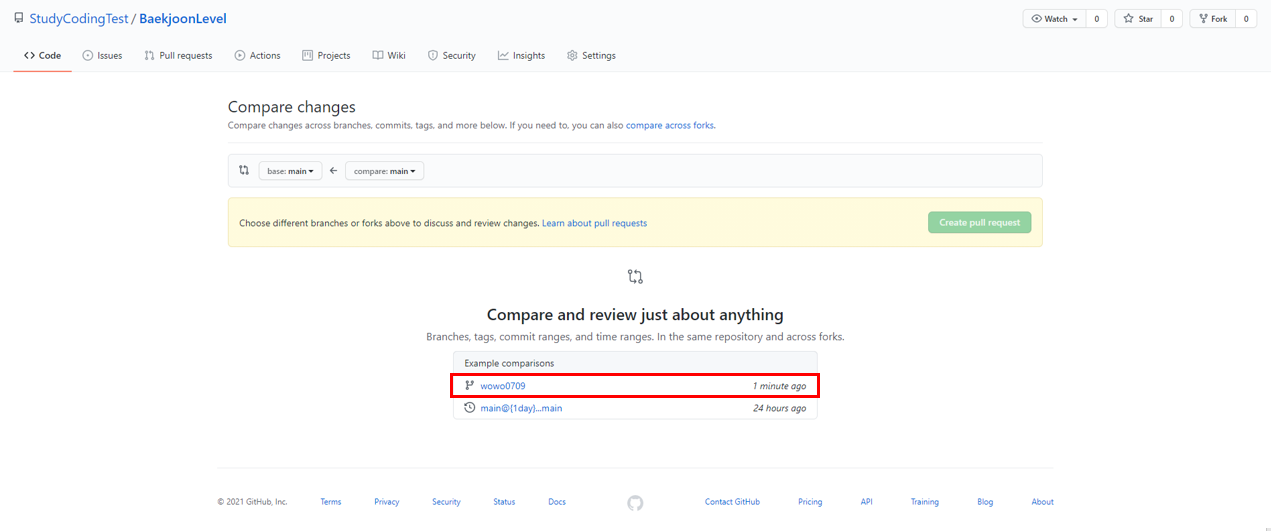 StudyCodingTest / BaekjoonLevel
Watch 0 Star 0 Fork 0
Code Issues Pull requests Actions Projects Wiki Security Insights Settings
Compare changes
Compare changes across branches, commits, tags, and more below. If you need to, you can also compare across forks.
base: main compare: main
Choose different branches or forks above to discuss and review changes. Learn about pull requests
Create pull request
Compare and review just about anything
Branches, tags, commit ranges, and time ranges. In the same repository and across forks.
Example comparisons
wowo0709 1 minute ago
main@{1day}...main 24 hours ago
© 2021 GitHub, Inc. Terms Privacy Security Status Docs Contact GitHub Pricing API Training Blog About